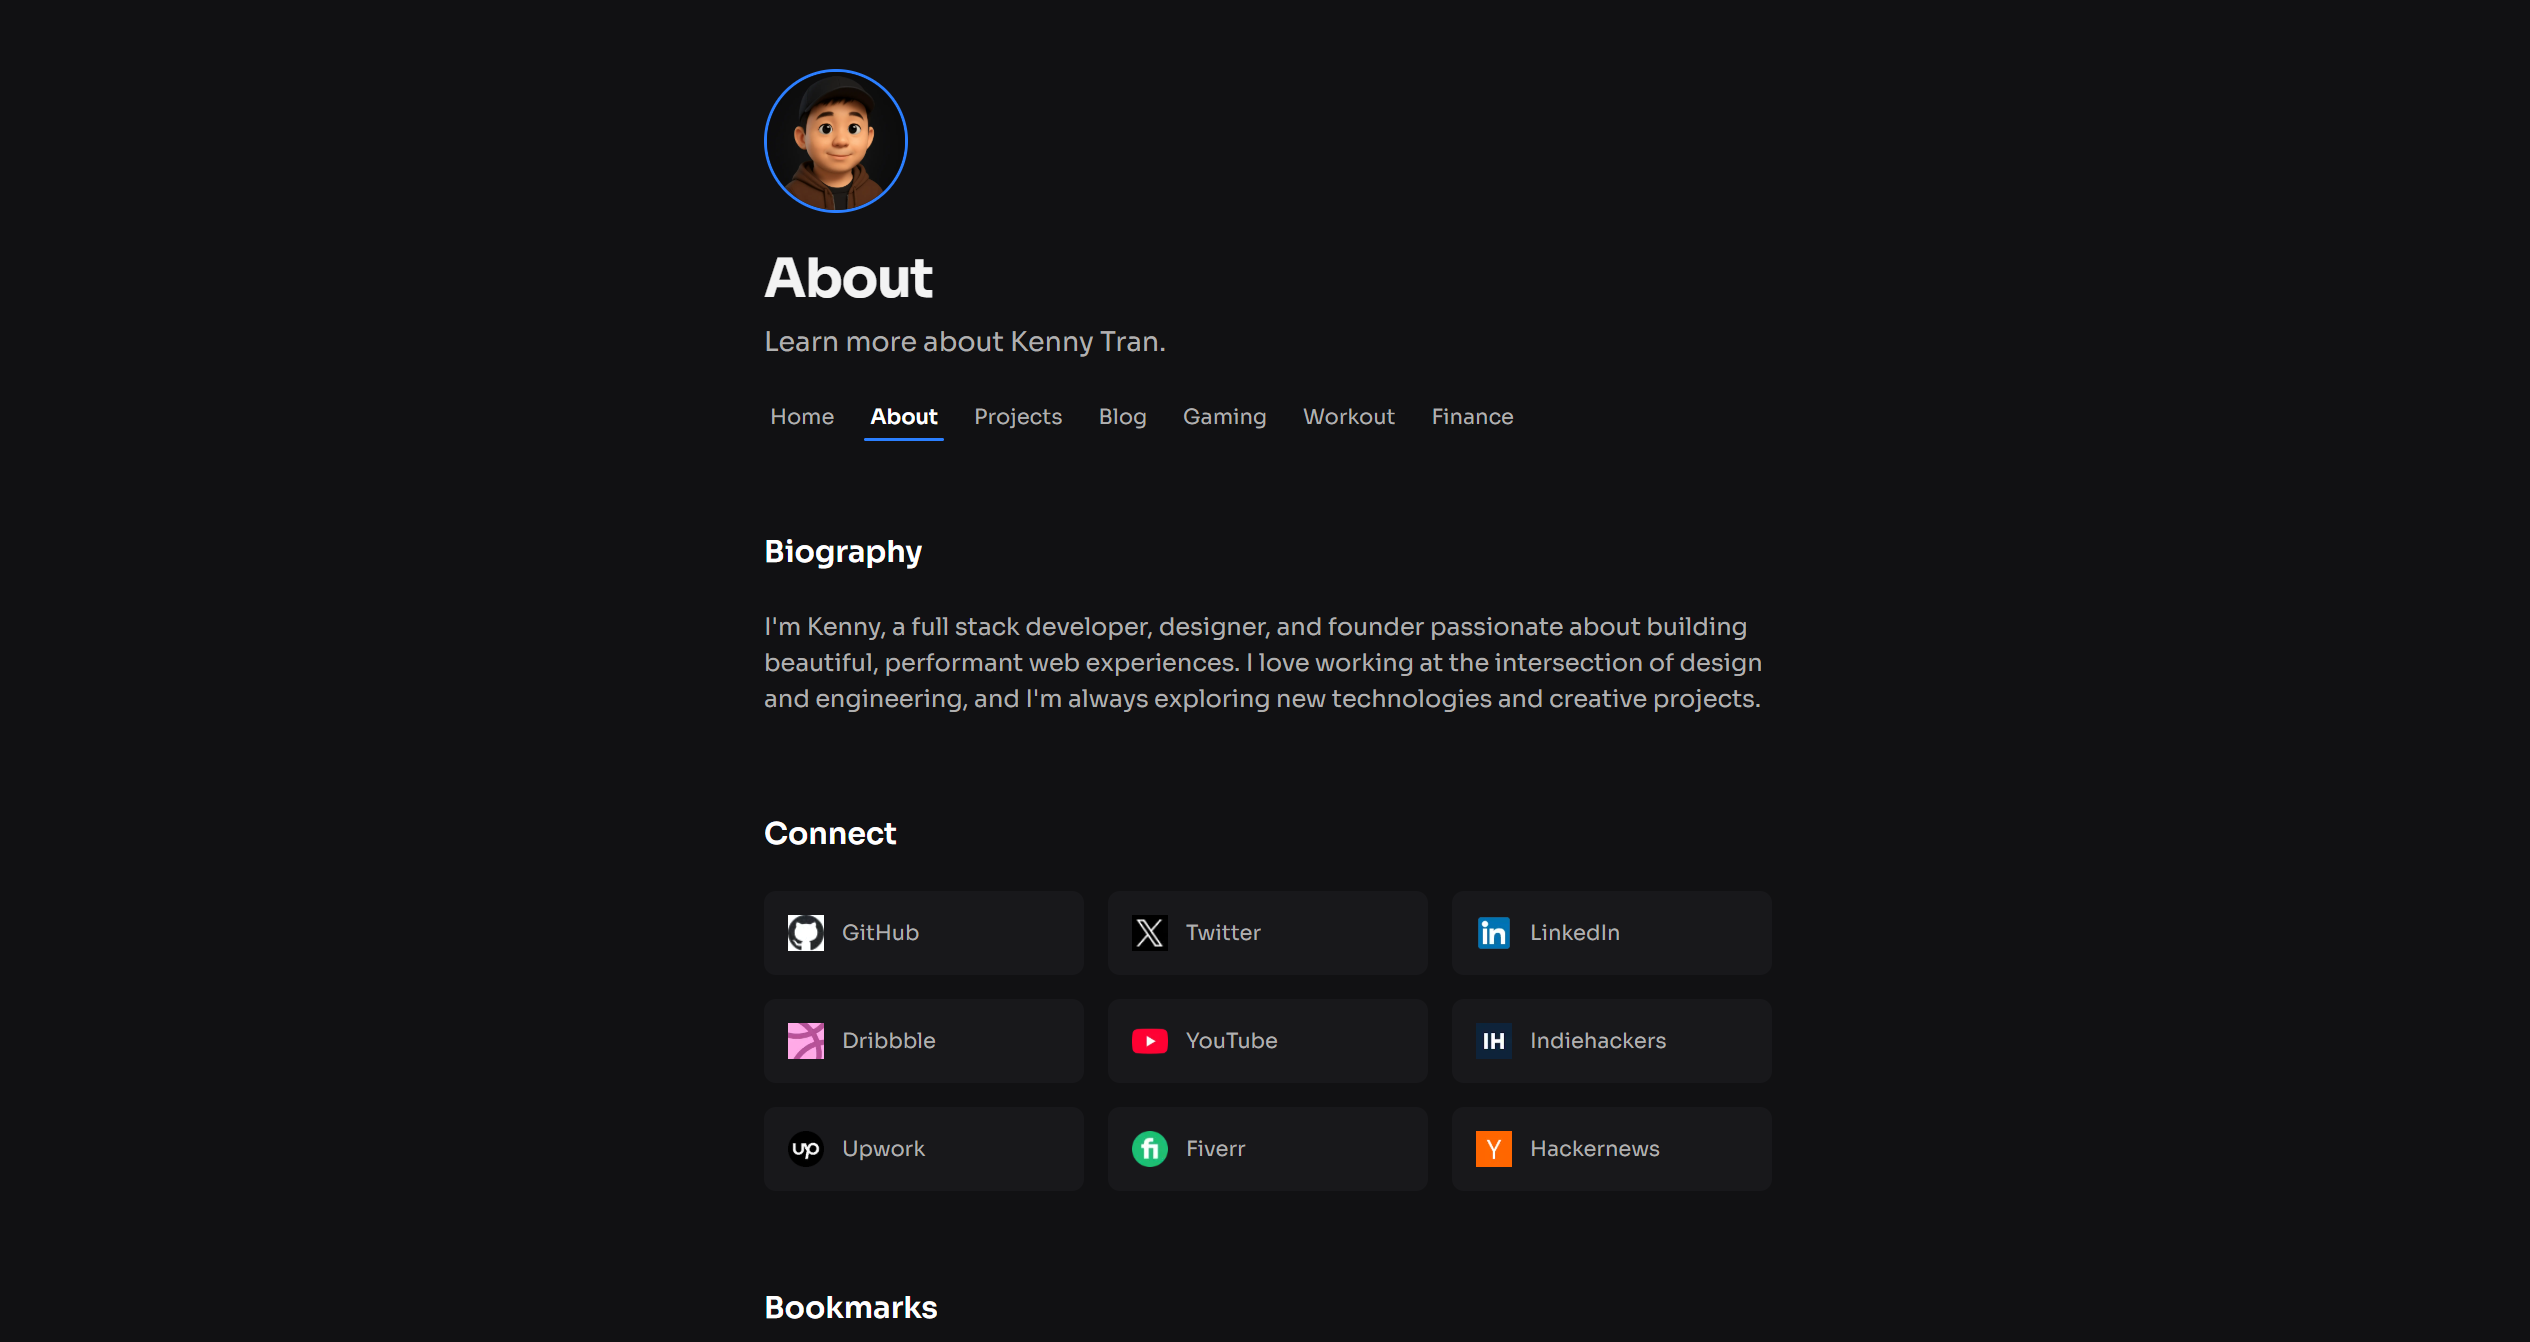 About
Learn more about Kenny Tran.
Home About Projects Blog Gaming Workout Finance
Biography
I'm Kenny, a full stack developer, designer, and founder passionate about building
beautiful, performant web experiences. I love working at the intersection of design
and engineering, and I'm always exploring new technologies and creative projects.
Connect
GitHub
X Twitter
in LinkedIn
Dribbble
YouTube
IH Indiehackers
up Upwork
fi Fiverr
Y Hackernews
Bookmarks